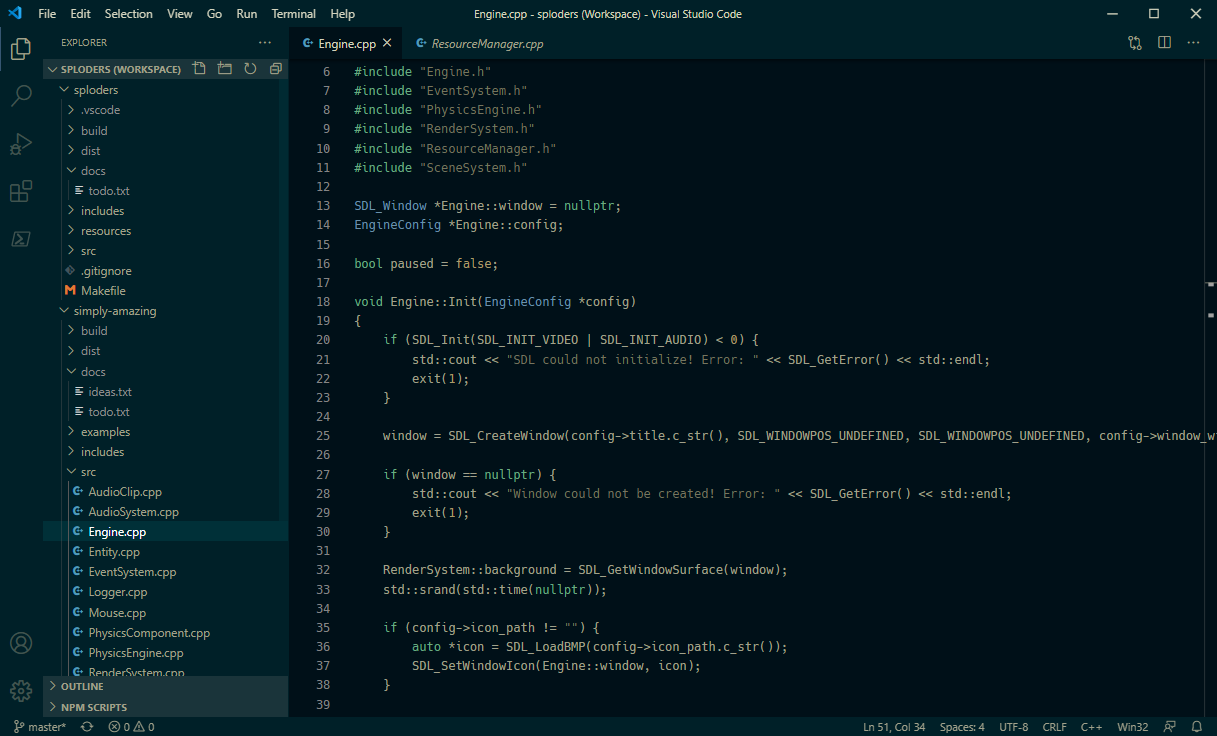 File Edit Selection View Go Run Terminal Help
Engine.cpp - sploders (Workspace) - Visual Studio Code
EXPLORER
SPLODERS (WORKSPACE)
sploders
.vscode
build
dist
docs
todo.txt
includes
resources
src
.gitignore
Makefile
simply-amazing
build
dist
docs
ideas.txt
todo.txt
examples
includes
src
AudioClip.cpp
AudioSystem.cpp
Engine.cpp
Entity.cpp
EventSystem.cpp
Logger.cpp
Mouse.cpp
PhysicsComponent.cpp
PhysicsEngine.cpp
RenderSystem.cpp
OUTLINE
NPM SCRIPTS
Engine.cpp ResourceManager.cpp
6 #include "Engine.h"
7 #include "EventSystem.h"
8 #include "PhysicsEngine.h"
9 #include "RenderSystem.h"
10 #include "ResourceManager.h"
11 #include "SceneSystem.h"
12
13 SDL_Window *Engine::window = nullptr;
14 EngineConfig *Engine::config;
15
16 bool paused = false;
17
18 void Engine::Init(EngineConfig *config)
19 {
20 if (SDL_Init(SDL_INIT_VIDEO | SDL_INIT_AUDIO) < 0) {
21 std::cout << "SDL could not initialize! Error: " << SDL_GetError() << std::endl;
22 exit(1);
23 }
24
25 window = SDL_CreateWindow(config->title.c_str(), SDL_WINDOWPOS_UNDEFINED, SDL_WINDOWPOS_UNDEFINED, config->window_w
26
27 if (window == nullptr) {
28 std::cout << "Window could not be created! Error: " << SDL_GetError() << std::endl;
29 exit(1);
30 }
31
32 RenderSystem::background = SDL_GetWindowSurface(window);
33 std::srand(std::time(nullptr));
34
35 if (config->icon_path != "") {
36 auto *icon = SDL_LoadBMP(config->icon_path.c_str());
37 SDL_SetWindowIcon(Engine::window, icon);
38 }
39
master* 0 0 Ln 51, Col 34 Spaces: 4 UTF-8 CRLF C++ Win32